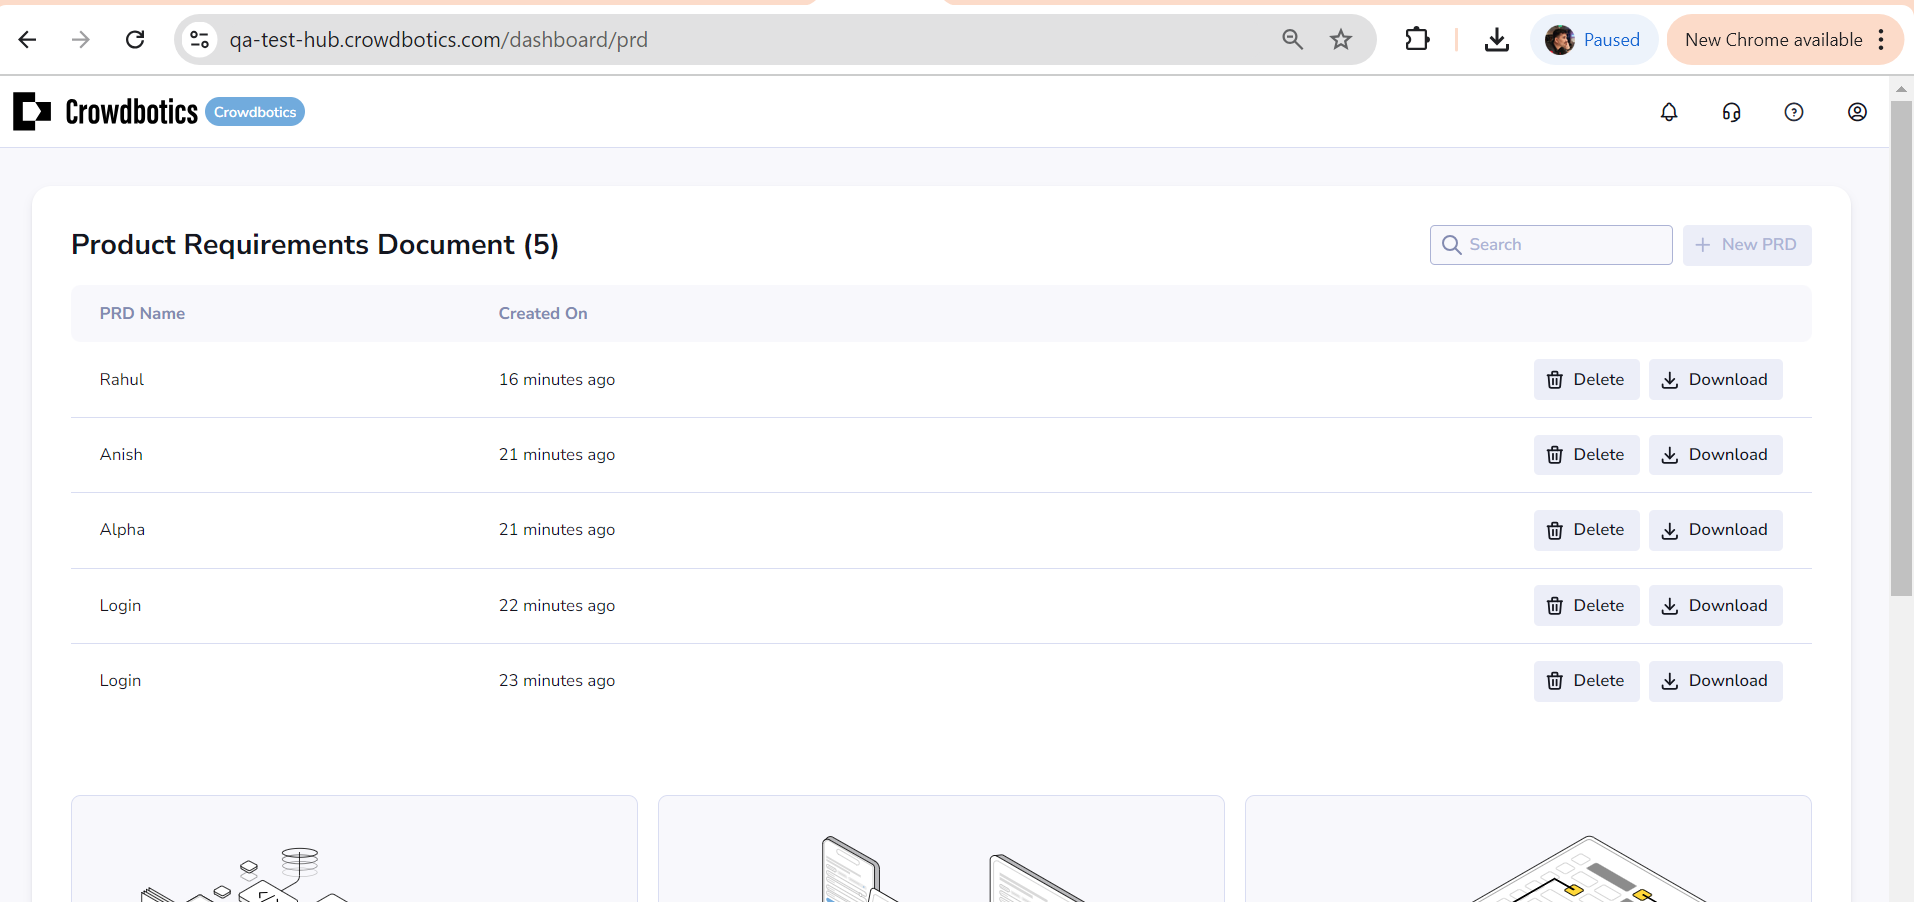 qa-test-hub.crowdbotics.com/dashboard/prd
Paused
New Chrome available
Crowdbotics
Crowdbotics
Product Requirements Document (5)
Search
New PRD
PRD Name
Created On
Rahul
16 minutes ago
Delete
Download
Anish
21 minutes ago
Delete
Download
Alpha
21 minutes ago
Delete
Download
Login
22 minutes ago
Delete
Download
Login
23 minutes ago
Delete
Download